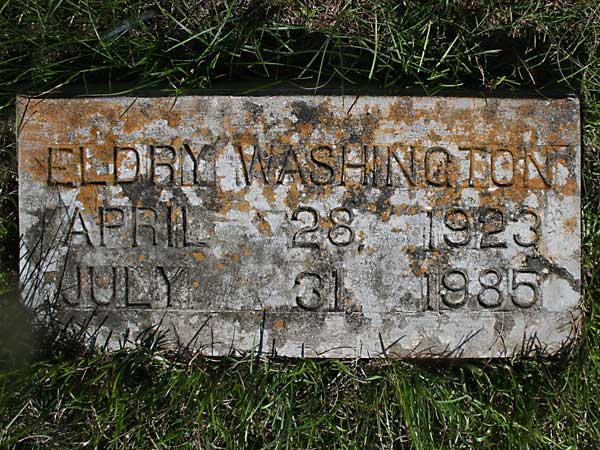 ELDRY WASHINGTON
APRIL 28, 1923
JULY 31, 1985